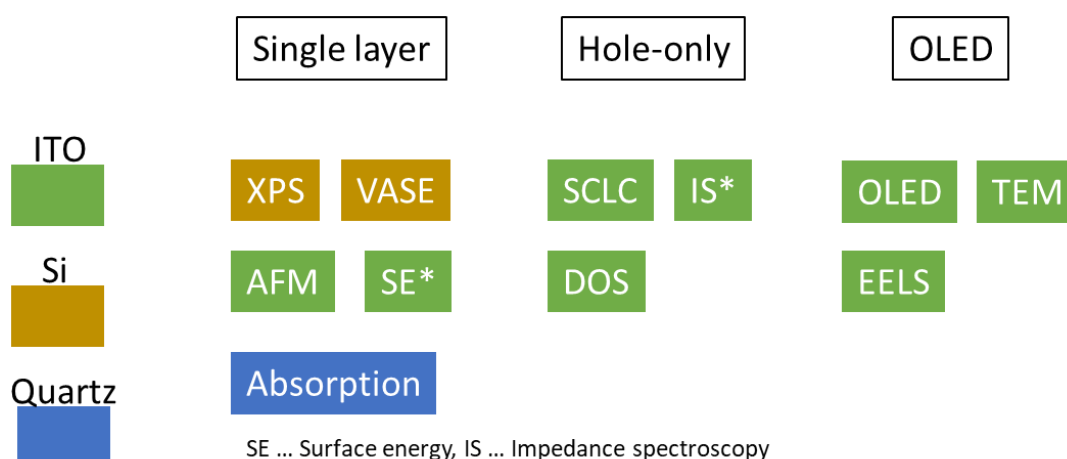 Single layer Hole-only OLED
ITO
XPS VASE SCLC IS* OLED TEM
Si
AFM SE* DOS EELS
Quartz
Absorption
SE ... Surface energy, IS ... Impedance spectroscopy